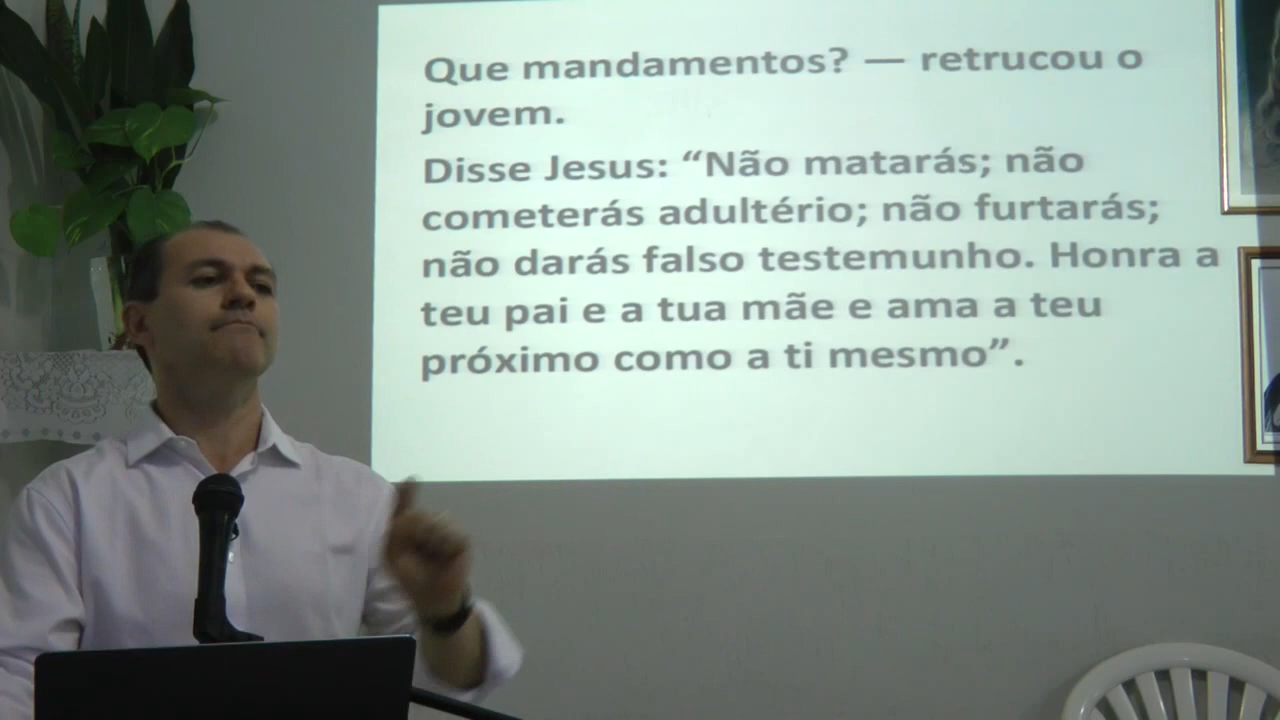 Que mandamentos? — retrucou o
jovem.
Disse Jesus: “Não matarás; não
cometerás adultério; não furtarás;
não darás falso testemunho. Honra a
teu pai e a tua mãe e ama a teu
próximo como a ti mesmo”.